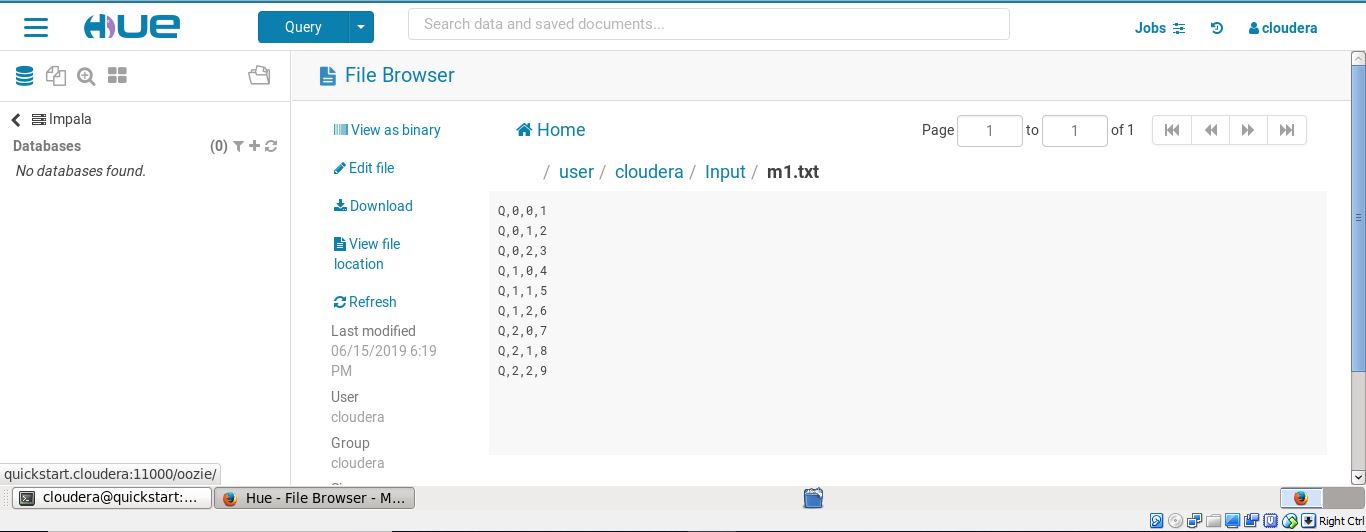 HUE
Query
Search data and saved documents...
Jobs
cloudera
File Browser
Impala
Databases
(0)
No databases found.
View as binary
Edit file
Download
View file
location
Refresh
Last modified
06/15/2019 6:19
PM
User
cloudera
Group
cloudera
Home
Page 1 to 1 of 1
/ user / cloudera / Input / m1.txt
Q,0,0,1
Q,0,1,2
Q,0,2,3
Q,1,0,4
Q,1,1,5
Q,1,2,6
Q,2,0,7
Q,2,1,8
Q,2,2,9
quickstart.cloudera:11000/oozie/
cloudera@quickstart:...
Hue - File Browser - M...
Right Ctrl